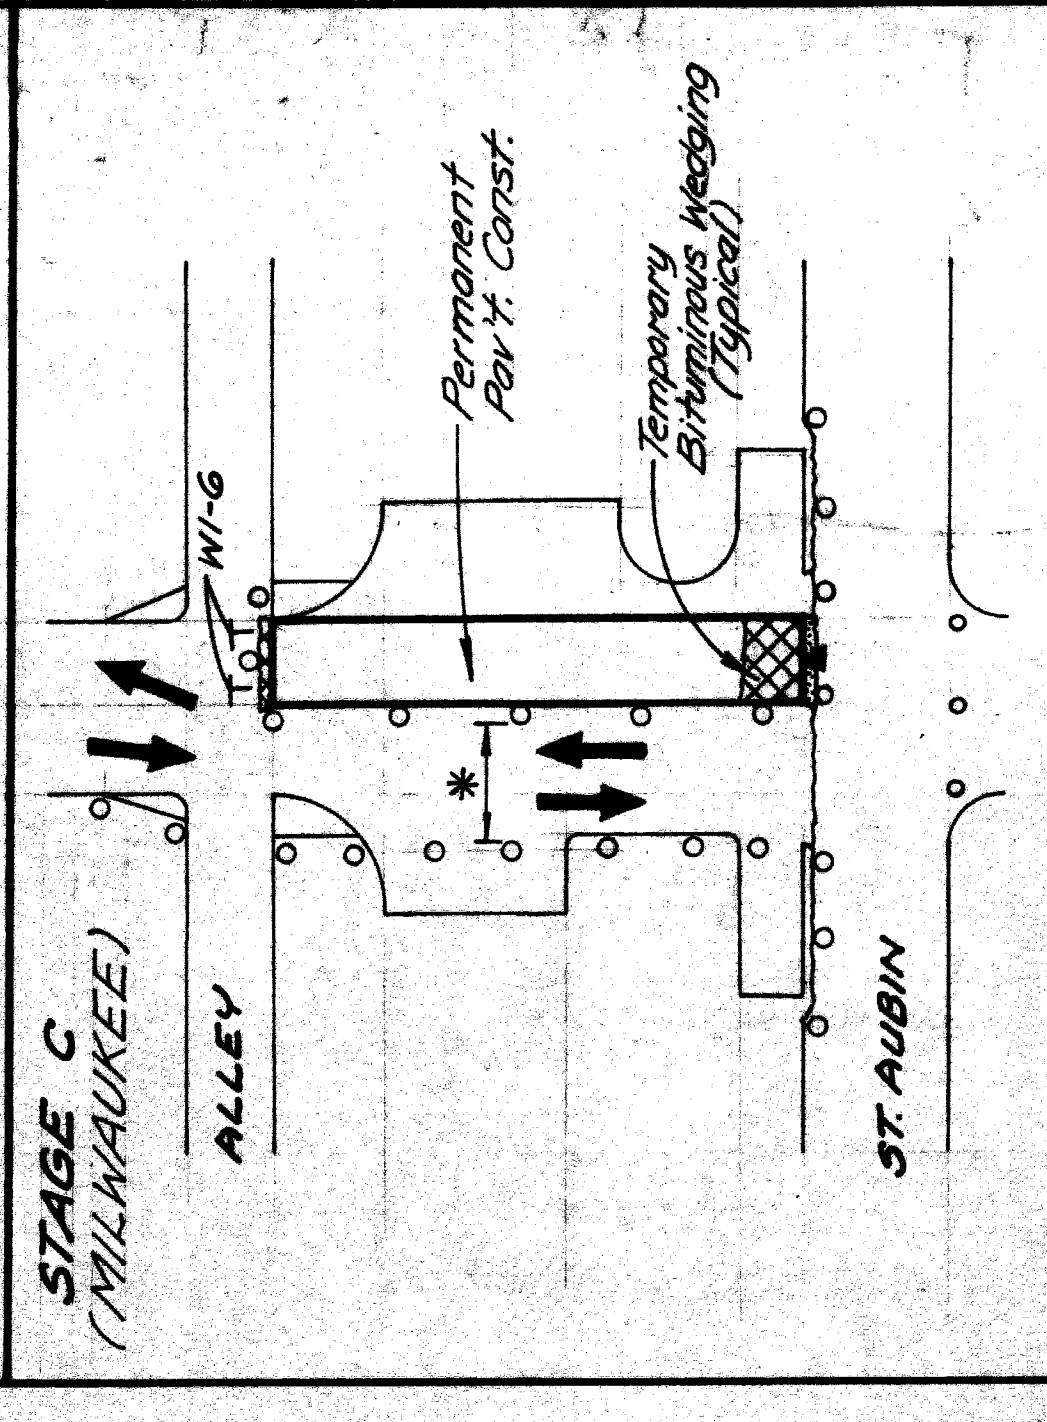 STAGE C
(MILWAUKEE)
ALLEY
W1-6
Permanent
Pav't. Const.
*
Temporary
Bituminous Wedging
(Typical)
ST. AUBIN